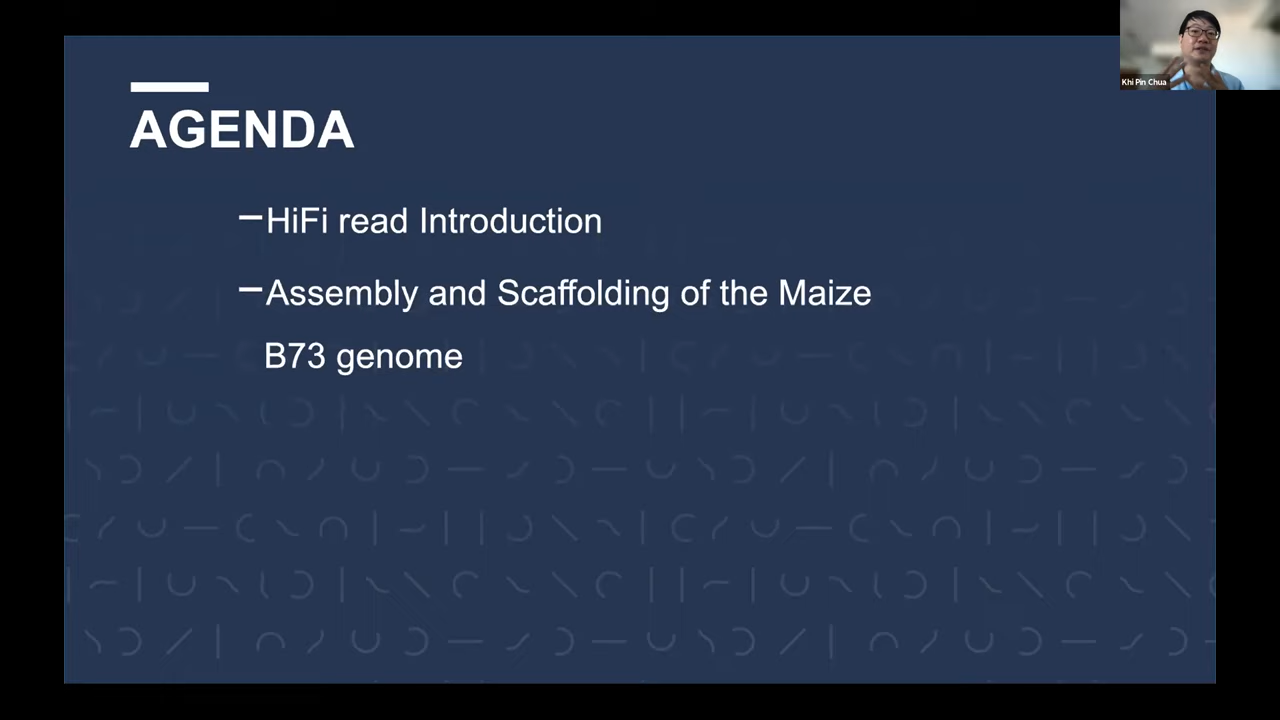 Khi Pin Chua
AGENDA
–HiFi read Introduction
–Assembly and Scaffolding of the Maize
B73 genome